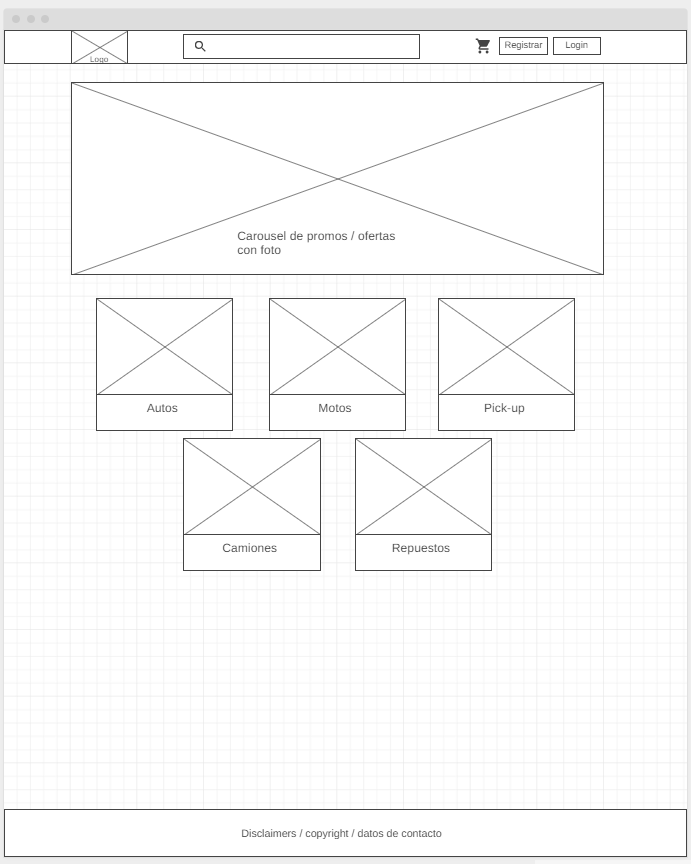 Logo
Registrar
Login
Carousel de promos / ofertas
con foto
Autos
Motos
Pick-up
Camiones
Repuestos
Disclaimers / copyright / datos de contacto